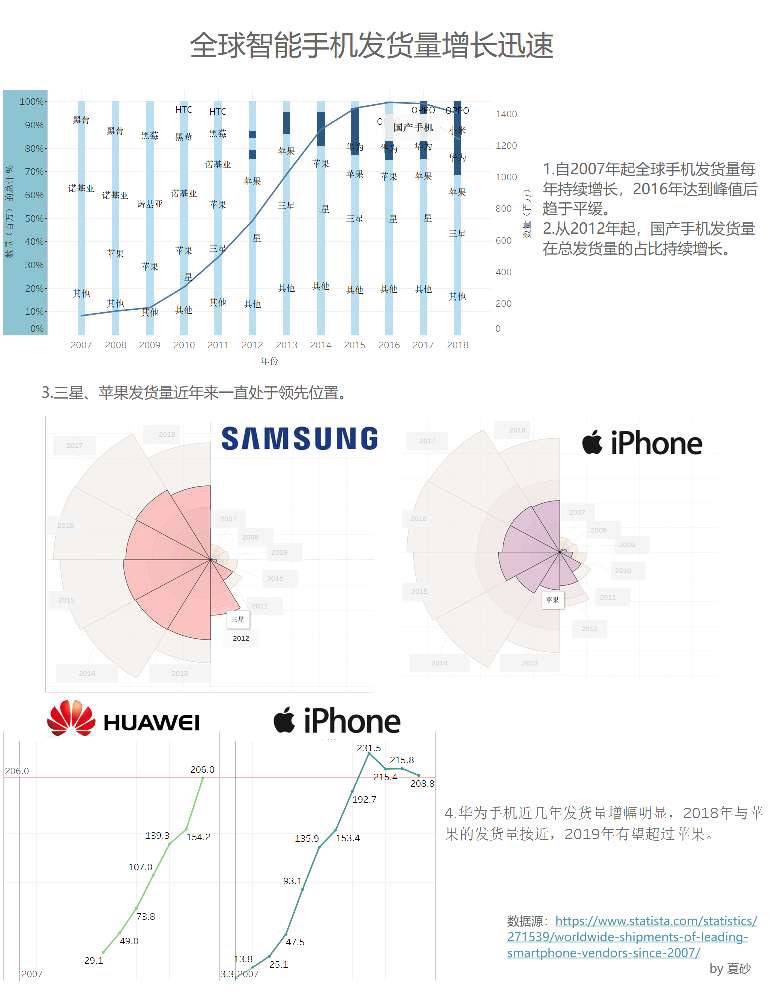 全球智能手机发货量增长迅速
100%
90%
80%
70%
60%
50%
40%
30%
20%
10%
0%
HTC
HTC
黑莓
黑莓
黑莓
黑莓
黑莓
诺基亚
诺基亚
诺基亚
诺基亚
诺基亚
苹果
苹果
苹果
苹果
苹果
苹果
苹果
苹果
苹果
苹果
苹果
三星
星
星
三星
三星
三星
三星
三星
三星
其他
其他
其他
其他
其他
其他
其他
其他
其他
其他
其他
其他
国产手机
OPPO
OPPO
小米
华为
华为
华为
华为
1400
1200
1000
800
600
400
200
0
2007 2008 2009 2010 2011 2012 2013 2014 2015 2016 2017 2018
年份
数量（百万）
1.自2007年起全球手机发货量每
年持续增长，2016年达到峰值后
趋于平缓。
2.从2012年起，国产手机发货量
在总发货量的占比持续增长。
3.三星、苹果发货量近年来一直处于领先位置。
SAMSUNG
2018
2017
2016
2015
2014
2013
2007
2008
2009
2010
2011
三星
2012
iPhone
2018
2017
2016
2015
2014
2013
2007
2008
2009
2010
2011
2012
苹果
HUAWEI
iPhone
206.0
206.0
154.2
139.3
107.0
73.8
49.0
29.1
2007
231.5
215.4
215.8
208.8
192.7
153.4
135.9
93.1
47.5
25.1
13.8
3.3
2007
4.华为手机近几年发货量增幅明显，2018年与苹
果的发货量接近，2019年有望超过苹果。
数据源：https://www.statista.com/statistics/
271539/worldwide-shipments-of-leading-
smartphone-vendors-since-2007/
by 夏砂